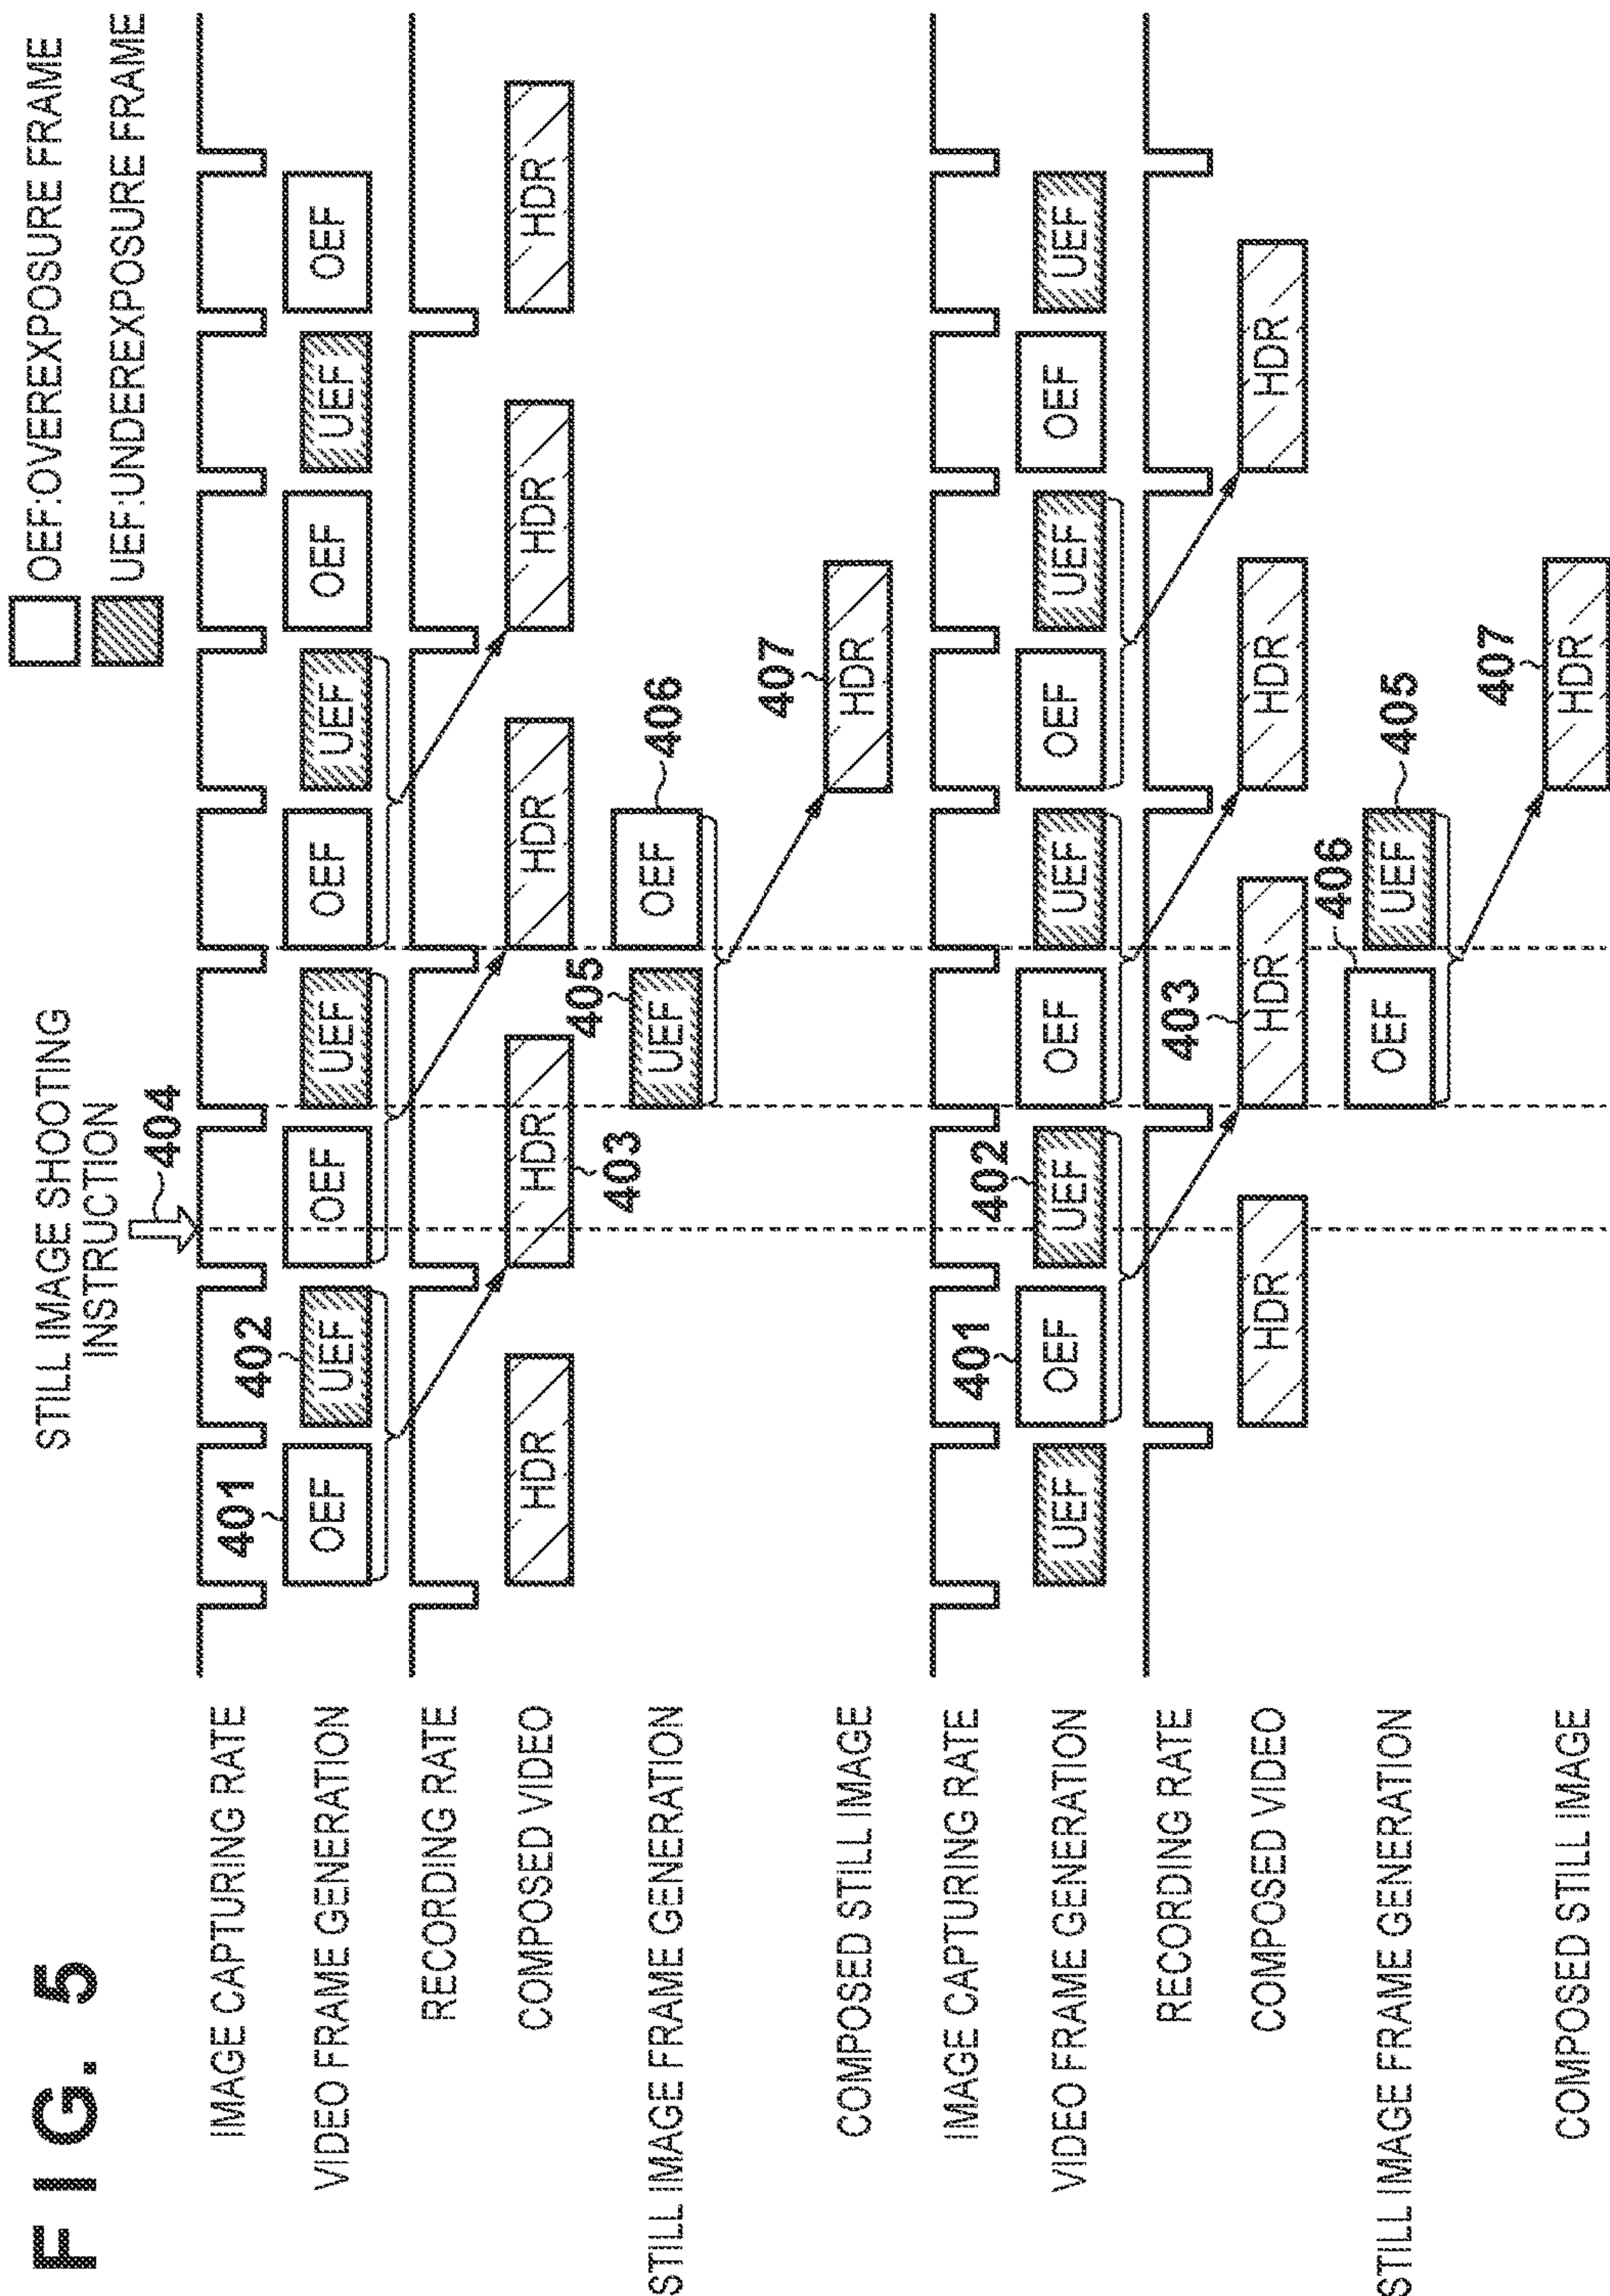 FIG. 5
OEF:OVEREXPOSURE FRAME
UEF:UNDEREXPOSURE FRAME
STILL IMAGE SHOOTING
INSTRUCTION
404
IMAGE CAPTURING RATE
401 402
VIDEO FRAME GENERATION OEF UEF OEF UEF OEF UEF OEF UEF OEF
RECORDING RATE
COMPOSED VIDEO HDR HDR HDR HDR HDR
403 405 406
STILL IMAGE FRAME GENERATION UEF OEF
407
COMPOSED STILL IMAGE HDR
IMAGE CAPTURING RATE
401 402
VIDEO FRAME GENERATION UEF OEF UEF OEF UEF OEF UEF OEF UEF
RECORDING RATE
403
COMPOSED VIDEO HDR HDR HDR HDR
406 405
STILL IMAGE FRAME GENERATION OEF UEF
407
COMPOSED STILL IMAGE HDR